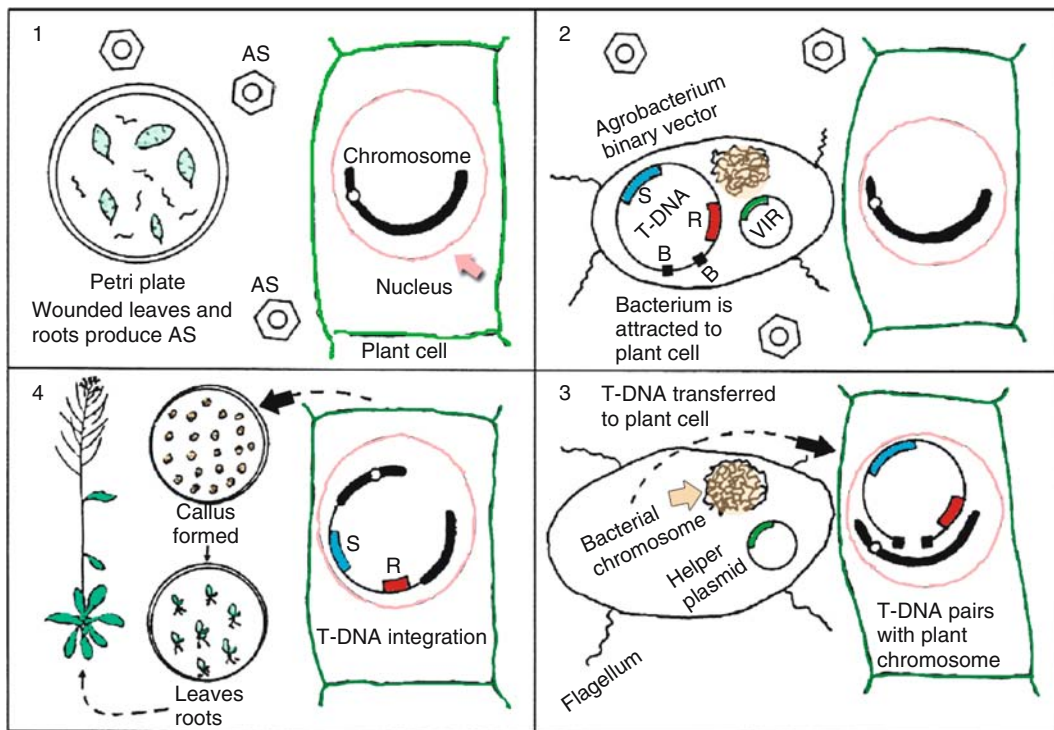 1
AS
Chromosome
Petri plate
Wounded leaves and
roots produce AS
AS
Nucleus
Plant cell
2
Agrobacterium
binary vector
S
T-DNA
R
VIR
B
B
Bacterium is
attracted to
plant cell
3
T-DNA transferred
to plant cell
Bacterial
chromosome
Helper
plasmid
Flagellum
T-DNA pairs
with plant
chromosome
4
Callus
formed
S
R
T-DNA integration
Leaves
roots